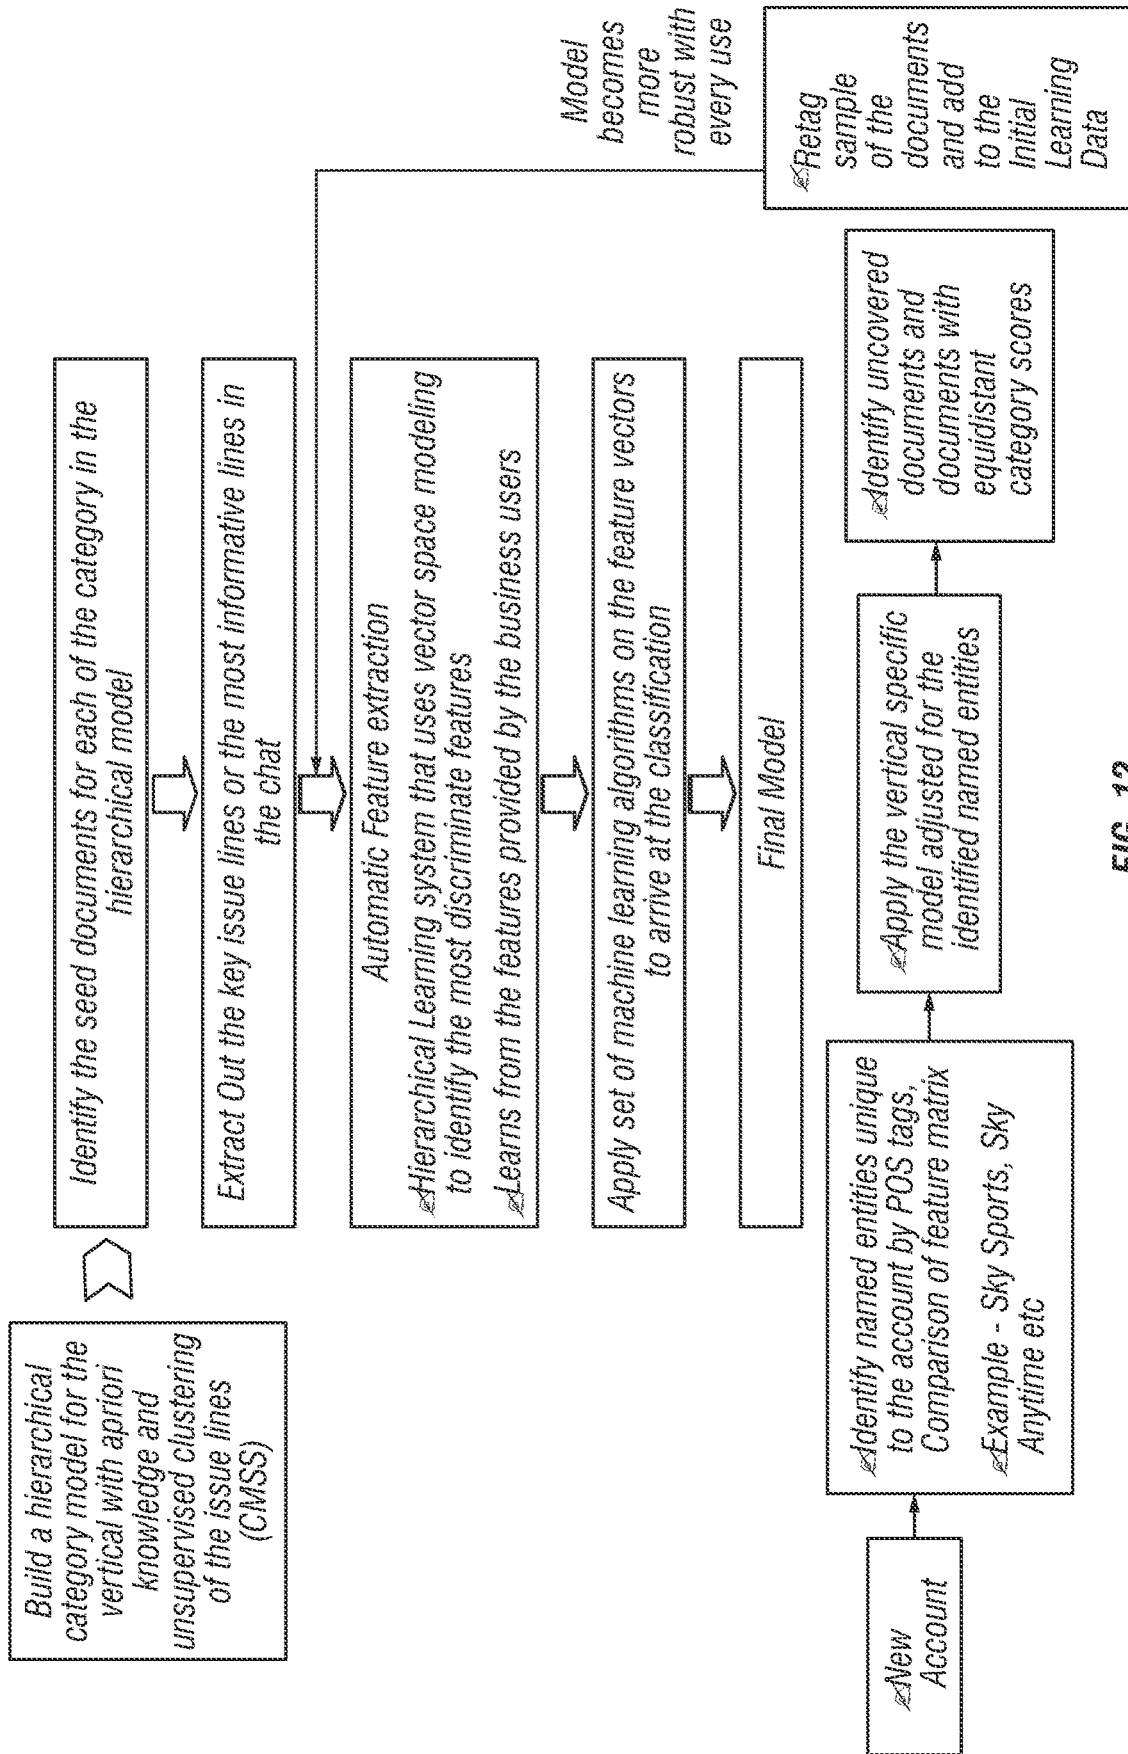 Build a hierarchical
category model for the
vertical with apriori
knowledge and
unsupervised clustering
of the issue lines
(CMSS)
Identify the seed documents for each of the category in the
hierarchical model
Extract Out the key issue lines or the most informative lines in
the chat
Automatic Feature extraction
Hierarchical Learning system that uses vector space modeling
to identify the most discriminate features
Learns from the features provided by the business users
Apply set of machine learning algorithms on the feature vectors
to arrive at the classification
Final Model
Model
becomes
more
robust with
every use
New
Account
Identify named entities unique
to the account by POS tags,
Comparison of feature matrix
Example - Sky Sports, Sky
Anytime etc
Apply the vertical specific
model adjusted for the
identified named entities
Identify uncovered
documents and
documents with
equidistant
category scores
Retag
sample
of the
documents
and add
to the
Initial
Learning
Data
FIG.